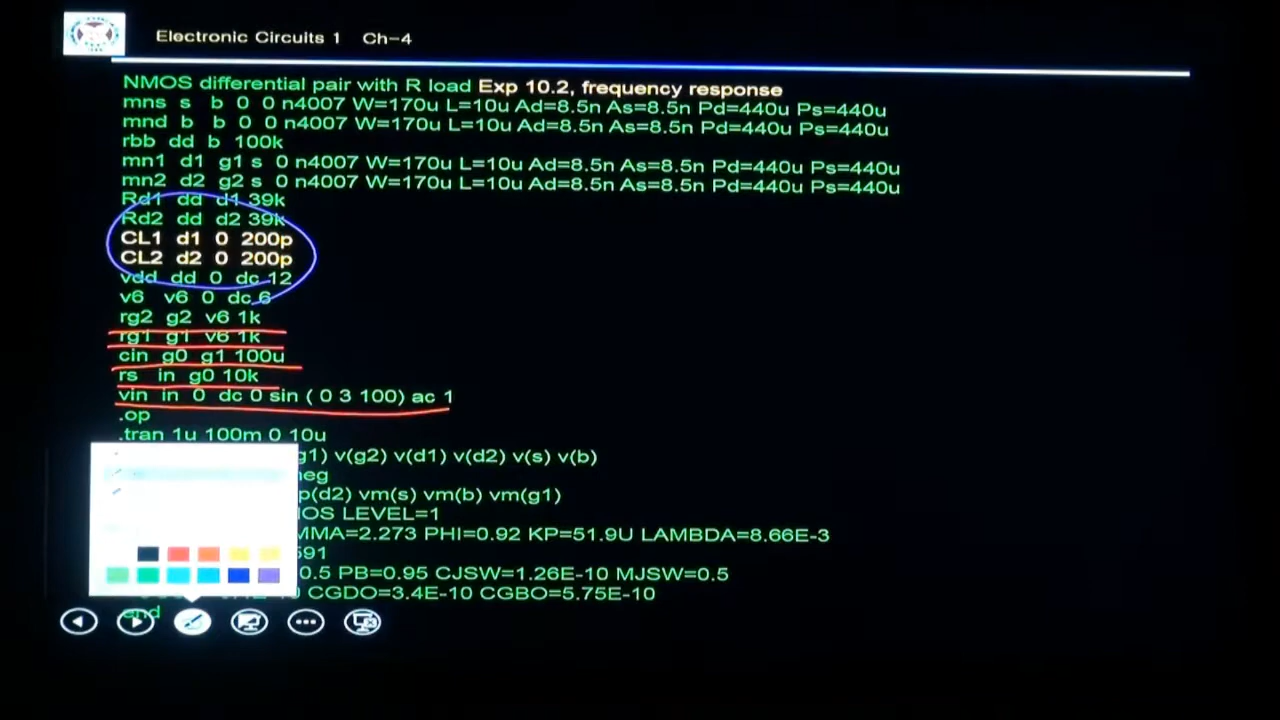 Electronic Circuits 1 Ch-4
NMOS differential pair with R load Exp 10.2, frequency response
mns s b 0 0 n4007 W=170u L=10u Ad=8.5n As=8.5n Pd=440u Ps=440u
mnd b b 0 0 n4007 W=170u L=10u Ad=8.5n As=8.5n Pd=440u Ps=440u
rbb dd b 100k
mn1 d1 g1 s 0 n4007 W=170u L=10u Ad=8.5n As=8.5n Pd=440u Ps=440u
mn2 d2 g2 s 0 n4007 W=170u L=10u Ad=8.5n As=8.5n Pd=440u Ps=440u
Rd1 dd d1 39k
Rd2 dd d2 39k
CL1 d1 0 200p
CL2 d2 0 200p
vdd dd 0 dc 12
v6 v6 0 dc 6
rg2 g2 v6 1k
rg1 g1 v6 1k
cin g0 g1 100u
rs in g0 10k
vin in 0 dc 0 sin ( 0 3 100) ac 1
.op
.tran 1u 100m 0 10u
g1) v(g2) v(d1) v(d2) v(s) v(b)
neg
p(d2) vm(s) vm(b) vm(g1)
OS LEVEL=1
MMA=2.273 PHI=0.92 KP=51.9U LAMBDA=8.66E-3
591
0.5 PB=0.95 CJSW=1.26E-10 MJSW=0.5
CGDO=3.4E-10 CGBO=5.75E-10
end